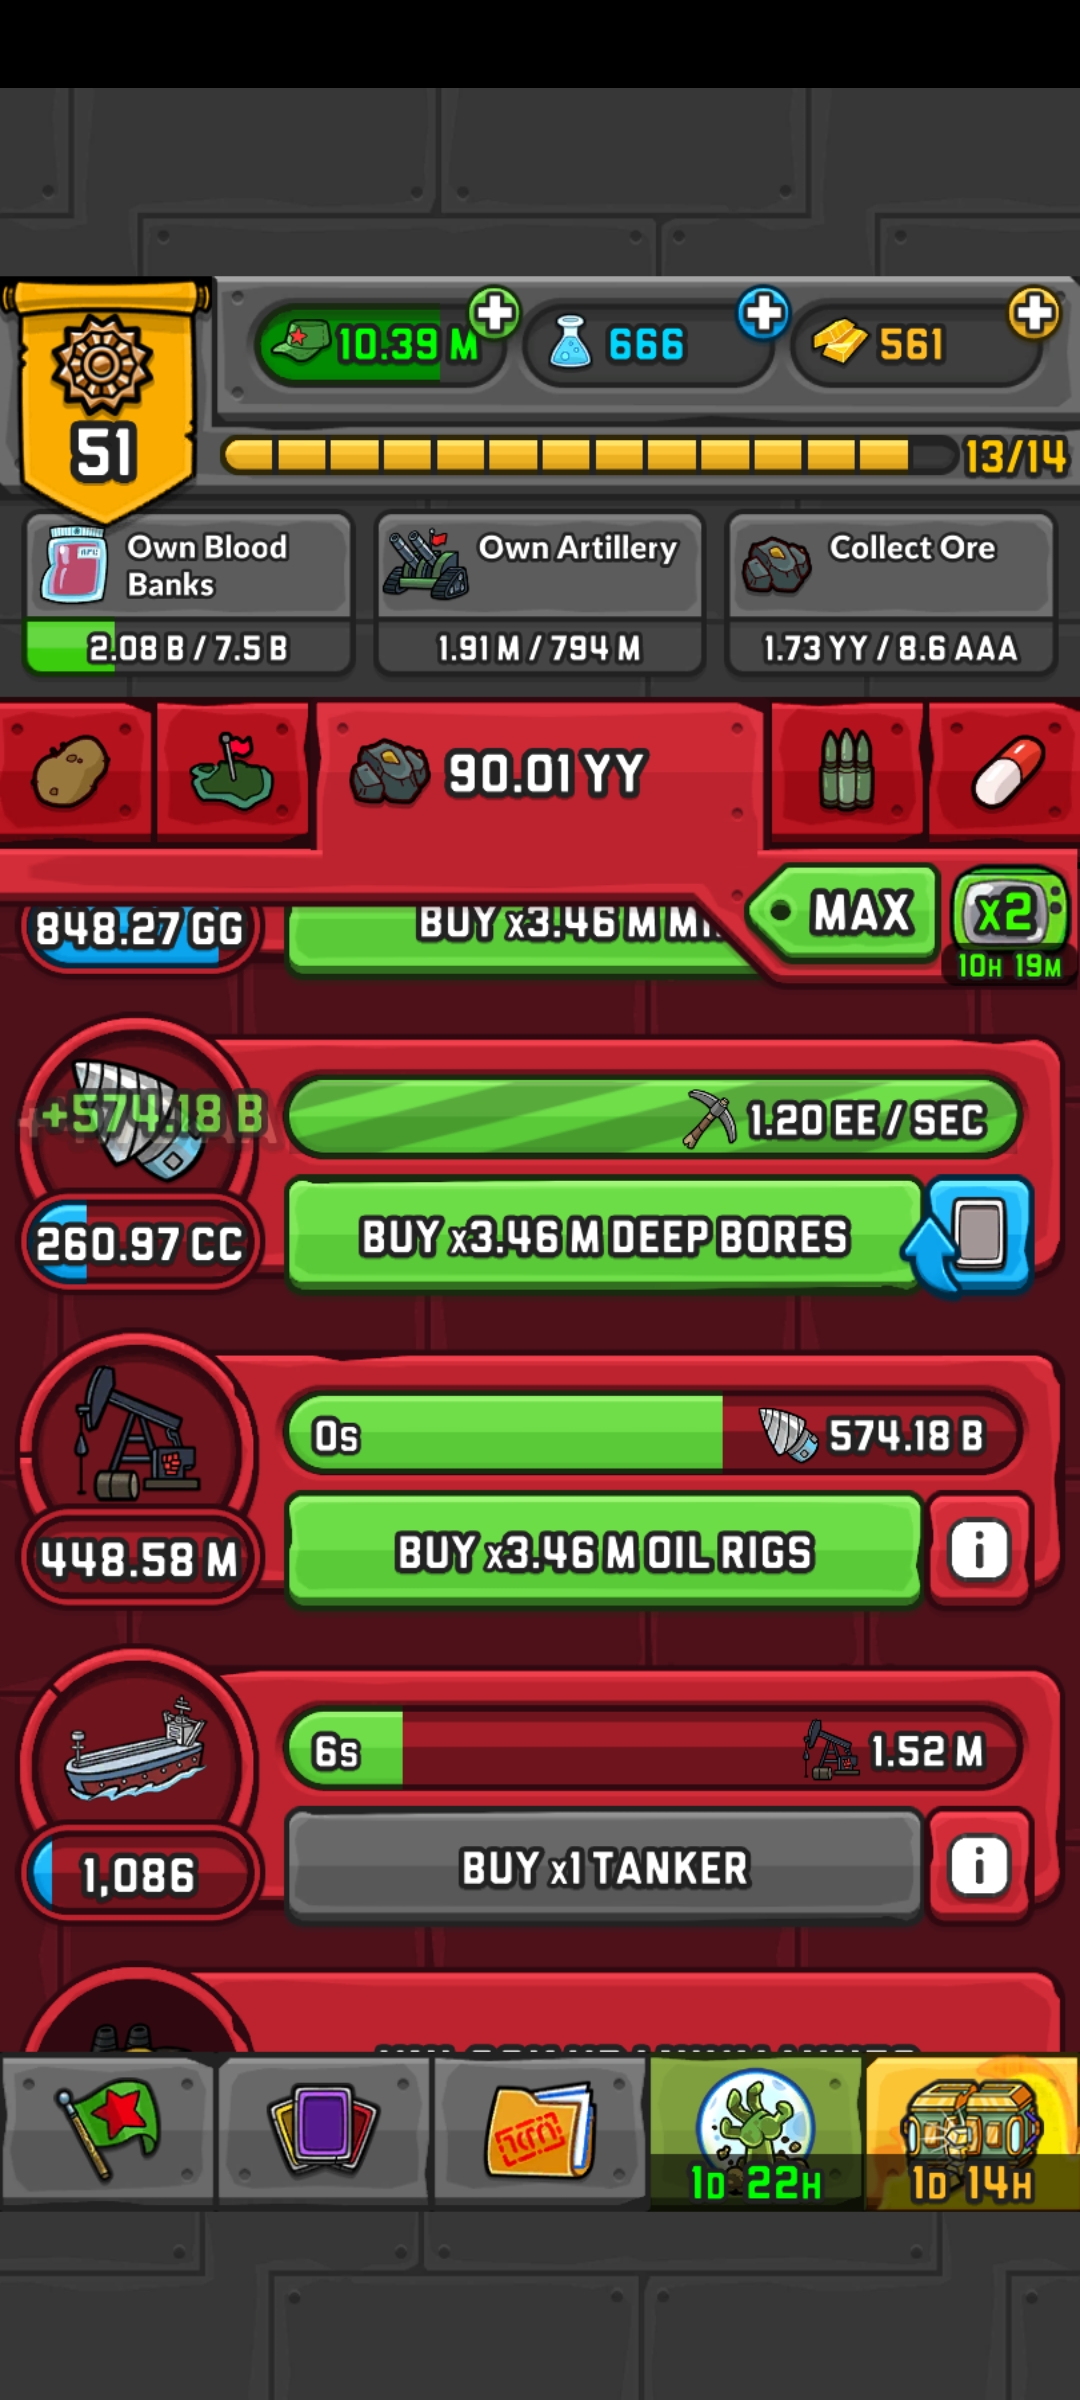 10.39 M
666
561
51
13/14
Own Blood
Banks
Own Artillery
Collect Ore
2.08 B / 7.5 B
1.91 M / 794 M
1.73 YY / 8.6 AAA
90.01 YY
MAX
x2
10H 19M
848.27 GG
BUY x3.46 M
+574.18 B
1.20 EE / SEC
260.97 CC
BUY x3.46 M DEEP BORES
0s
574.18 B
448.58 M
BUY x3.46 M OIL RIGS
i
6s
1.52 M
1,086
BUY x1 TANKER
i
1D 22H
1D 14H